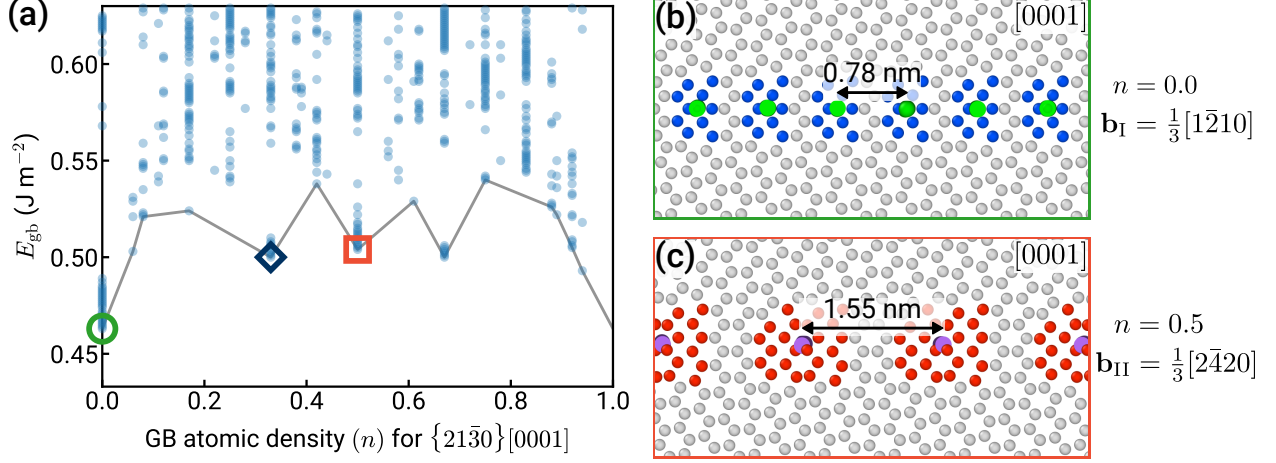 (a)
0.60
0.55
0.50
0.45
E_gb (J m⁻²)
0.0 0.2 0.4 0.6 0.8 1.0
GB atomic density (n) for {213̄0}[0001]
(b)
[0001]
0.78 nm
n = 0.0
b_I = 1/3[12̄10]
(c)
[0001]
1.55 nm
n = 0.5
b_II = 1/3[24̄20]